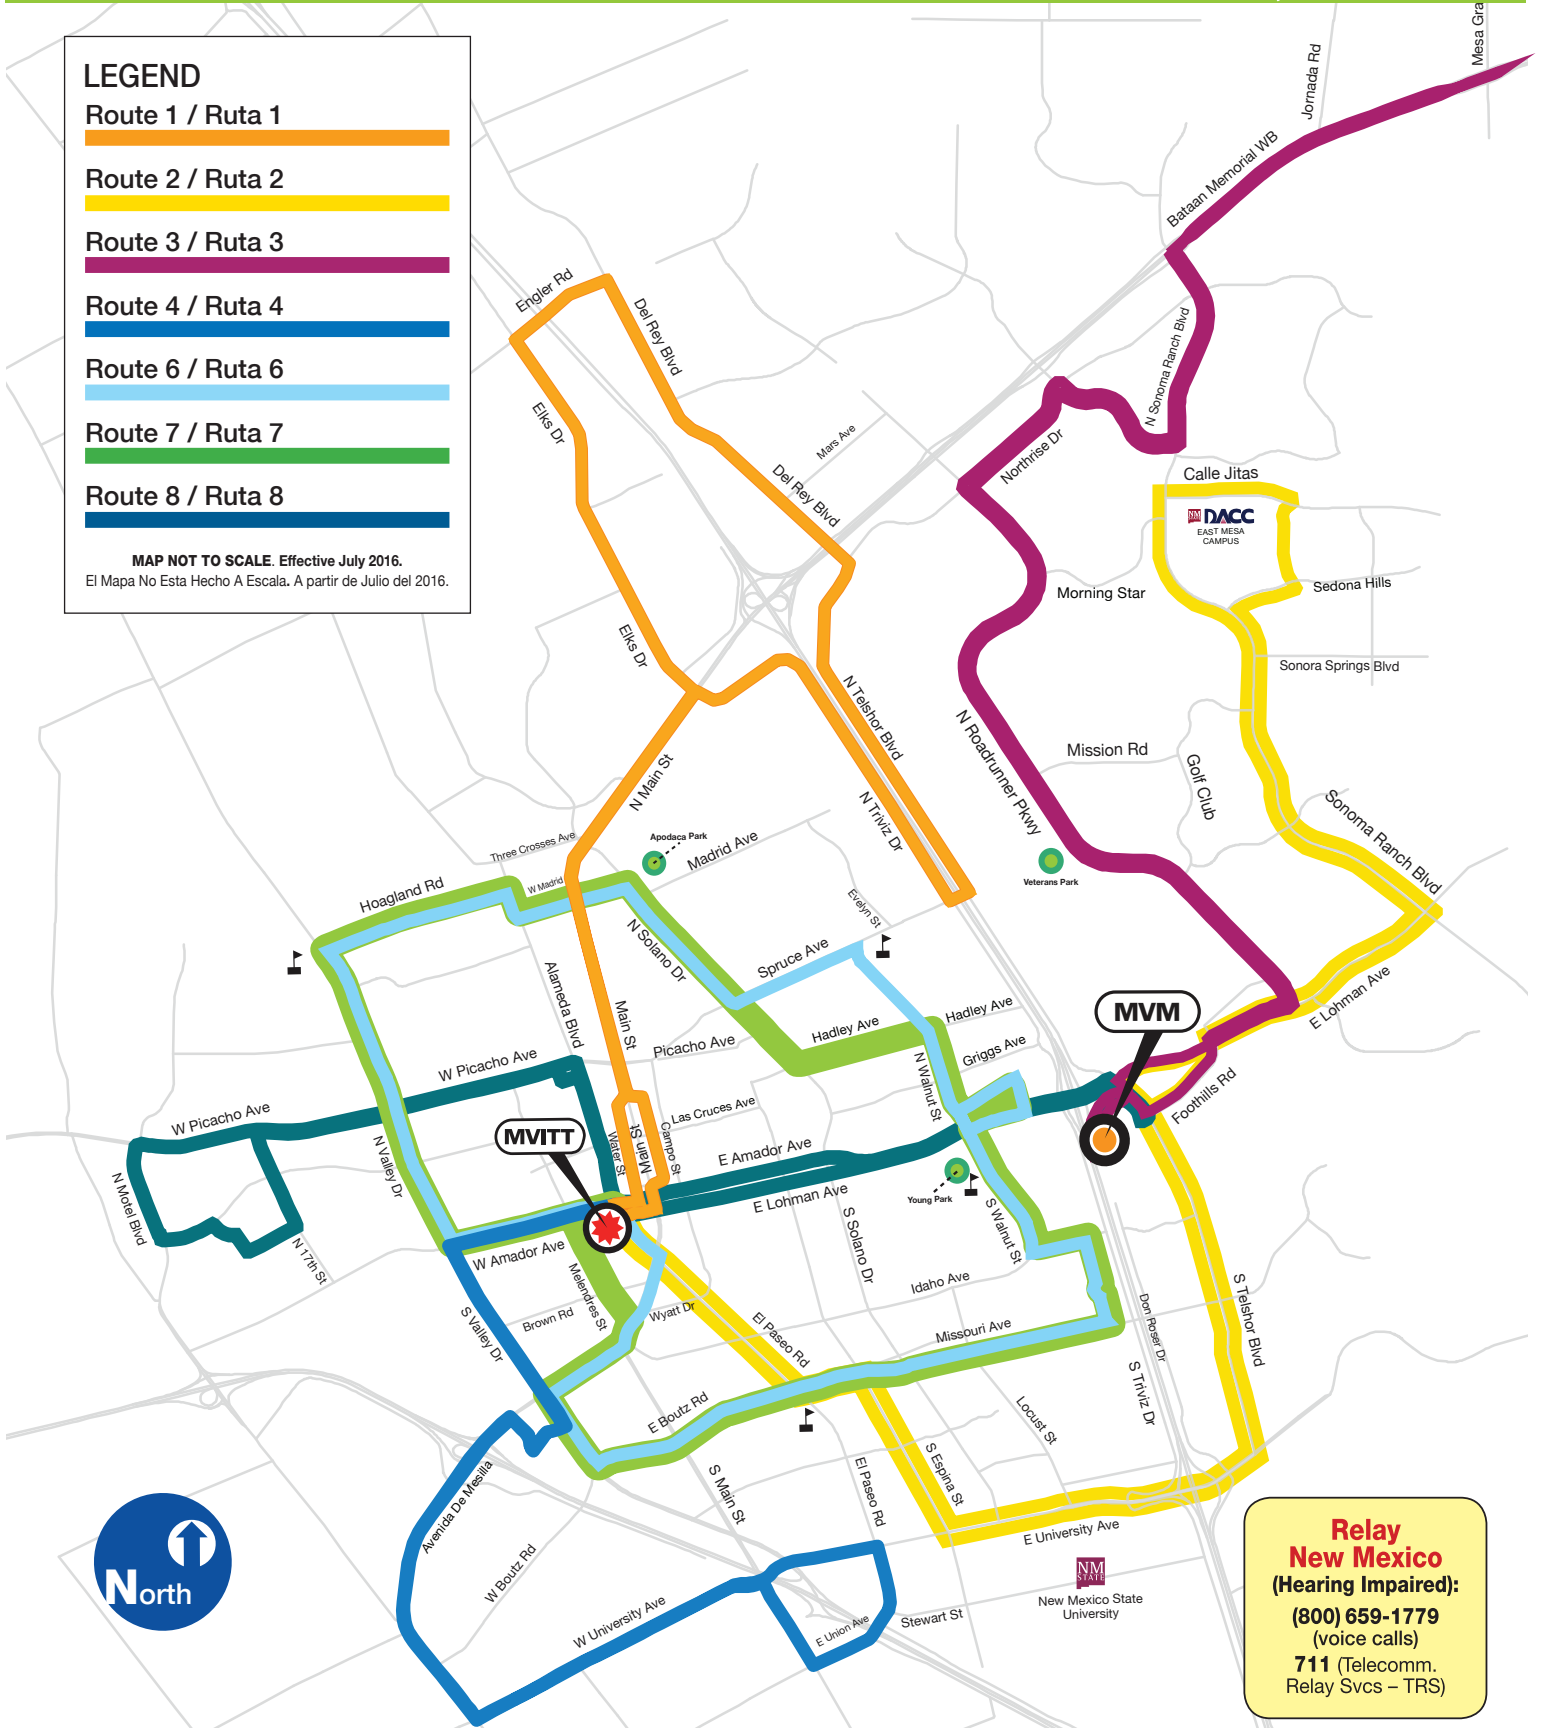 LEGEND
Route 1 / Ruta 1
Route 2 / Ruta 2
Route 3 / Ruta 3
Route 4 / Ruta 4
Route 6 / Ruta 6
Route 7 / Ruta 7
Route 8 / Ruta 8
MAP NOT TO SCALE. Effective July 2016.
El Mapa No Esta Hecho A Escala. A partir de Julio del 2016.
Mesa Gra
Jornada Rd
Bataan Memorial WB
Engler Rd
Del Rey Blvd
N Sonoma Ranch Blvd
Elks Dr
Mars Ave
Northrise Dr
Del Rey Blvd
Calle Jitas
NM
DACC
EAST MESA
CAMPUS
Morning Star
Sedona Hills
Elks Dr
Sonora Springs Blvd
N Telshor Blvd
N Roadrunner Pkwy
Mission Rd
Golf Club
N Main St
N Triviz Dr
Sonoma Ranch Blvd
Three Crosses Ave
Apodaca Park
Madrid Ave
Veterans Park
Hoagland Rd
W Madrid
Evelyn St
N Solano Dr
Spruce Ave
Alameda Blvd
E Lohman Ave
Main St
MVM
Hadley Ave
Hadley Ave
Picacho Ave
Griggs Ave
W Picacho Ave
N Walnut St
Foothills Rd
W Picacho Ave
Las Cruces Ave
MVITT
Water St
Main St
Campo St
E Amador Ave
N Valley Dr
N Motel Blvd
Young Park
E Lohman Ave
S Walnut St
S Solano Dr
N 17th St
W Amador Ave
Melendres St
Idaho Ave
S Telshor Blvd
Brown Rd
Wyatt Dr
El Paseo Rd
Missouri Ave
Don Roser Dr
S Valley Dr
S Triviz Dr
E Boutz Rd
Locust St
S Espina St
S Main St
El Paseo Rd
Avenida De Mesilla
E University Ave
W Boutz Rd
NM
STATE
New Mexico State
University
W University Ave
E Union Ave
Stewart St
North
Relay
New Mexico
(Hearing Impaired):
(800) 659-1779
(voice calls)
711 (Telecomm.
Relay Svcs – TRS)